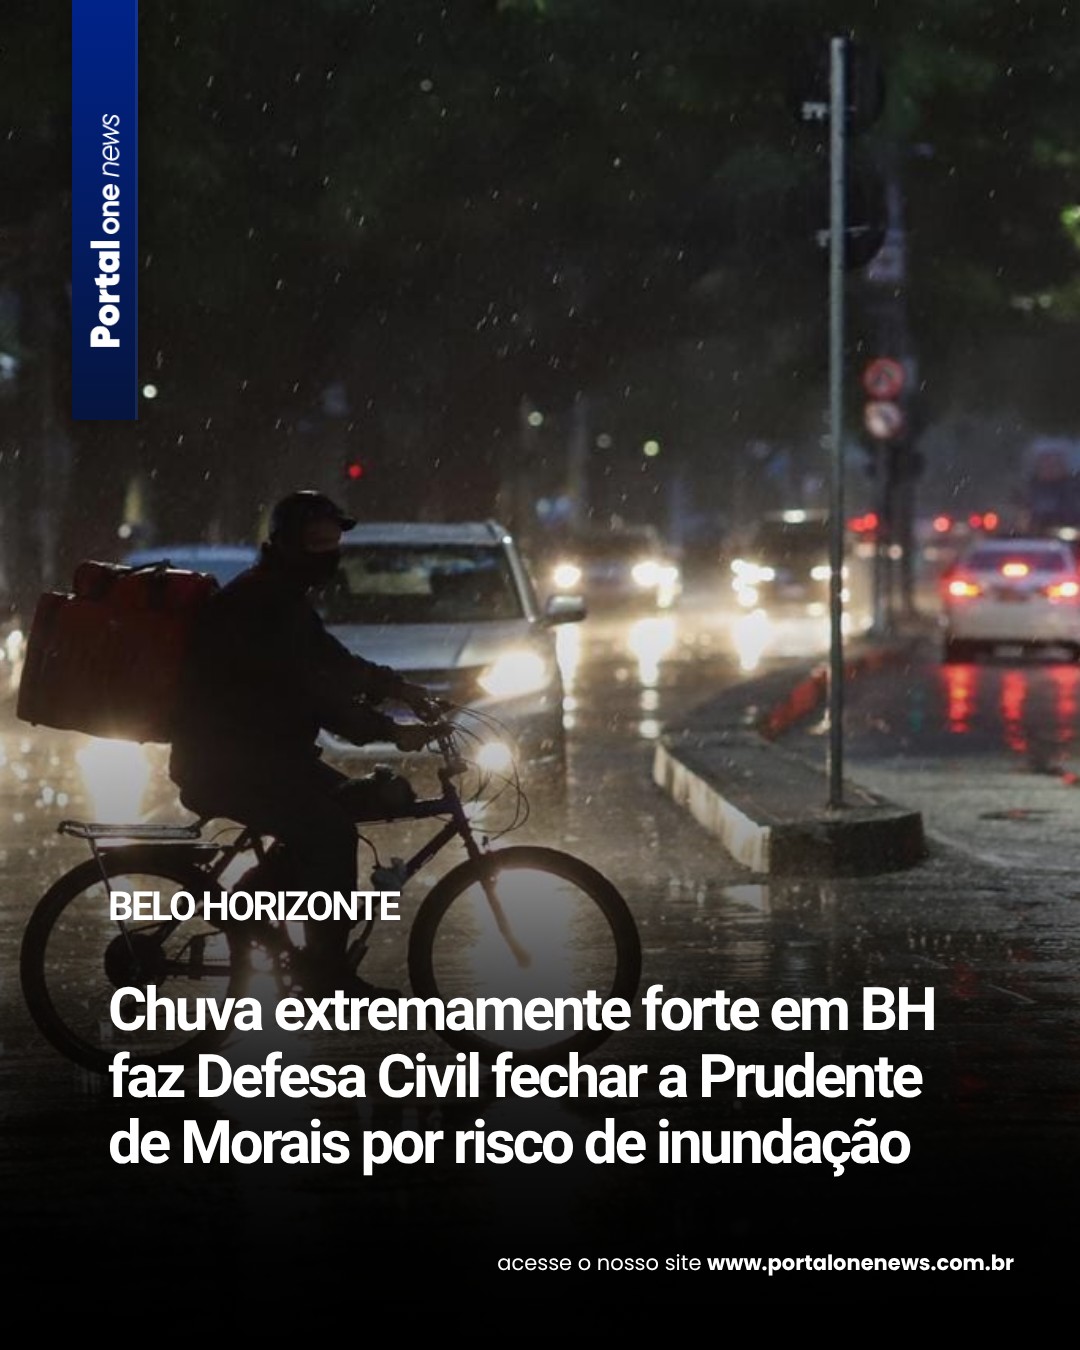 Portal one news
BELO HORIZONTE
Chuva extremamente forte em BH
faz Defesa Civil fechar a Prudente
de Morais por risco de inundação
acesse o nosso site www.portalonenews.com.br